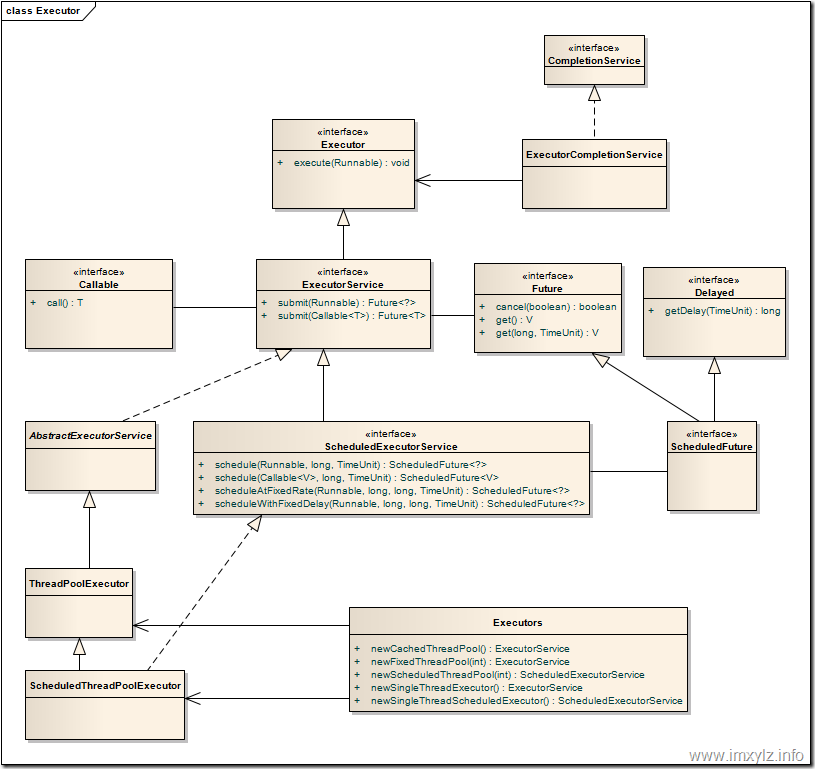 class Executor
«interface»
CompletionService
«interface»
Executor
+ execute(Runnable) : void
ExecutorCompletionService
«interface»
Callable
+ call() : T
«interface»
ExecutorService
+ submit(Runnable) : Future<?>
+ submit(Callable<T>) : Future<T>
«interface»
Future
+ cancel(boolean) : boolean
+ get() : V
+ get(long, TimeUnit) : V
«interface»
Delayed
+ getDelay(TimeUnit) : long
AbstractExecutorService
«interface»
ScheduledExecutorService
+ schedule(Runnable, long, TimeUnit) : ScheduledFuture<?>
+ schedule(Callable<V>, long, TimeUnit) : ScheduledFuture<V>
+ scheduleAtFixedRate(Runnable, long, long, TimeUnit) : ScheduledFuture<?>
+ scheduleWithFixedDelay(Runnable, long, long, TimeUnit) : ScheduledFuture<?>
«interface»
ScheduledFuture
ThreadPoolExecutor
Executors
+ newCachedThreadPool() : ExecutorService
+ newFixedThreadPool(int) : ExecutorService
+ newScheduledThreadPool(int) : ScheduledExecutorService
+ newSingleThreadExecutor() : ExecutorService
+ newSingleThreadScheduledExecutor() : ScheduledExecutorService
ScheduledThreadPoolExecutor
www.imxylz.info